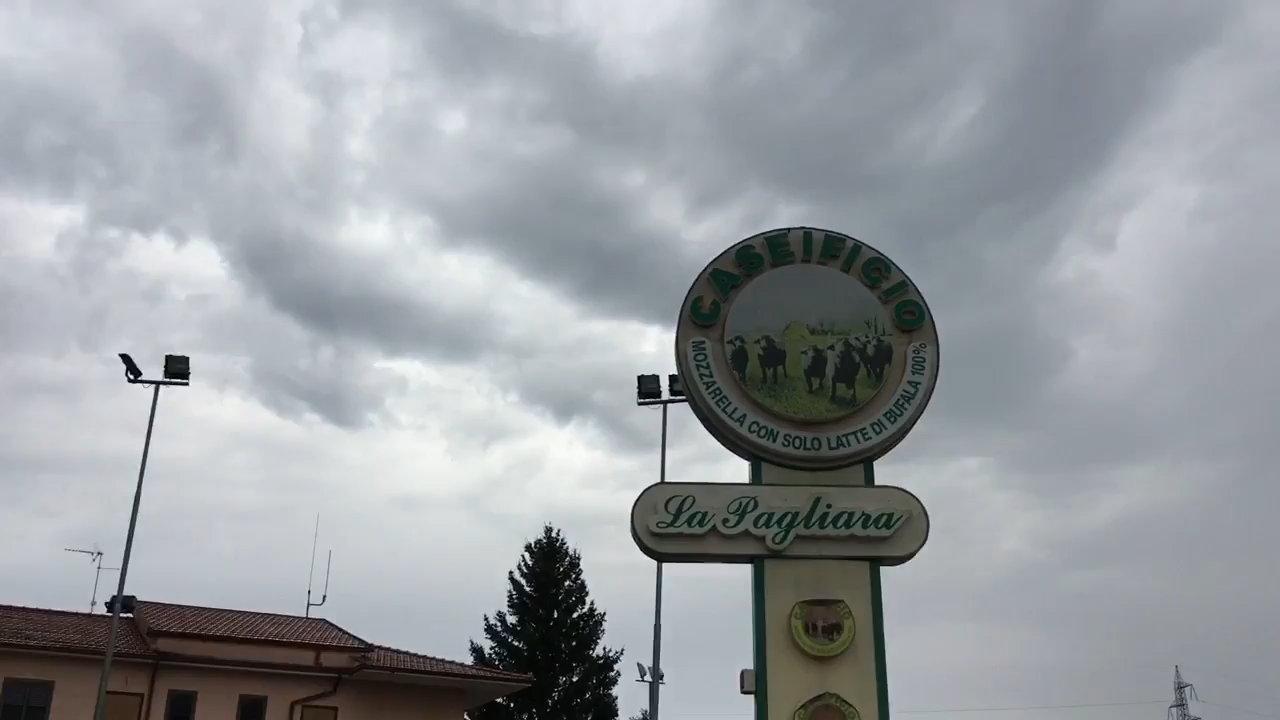 CASEIFICIO
MOZZARELLA CON SOLO LATTE DI BUFALA 100%
La Pagliara